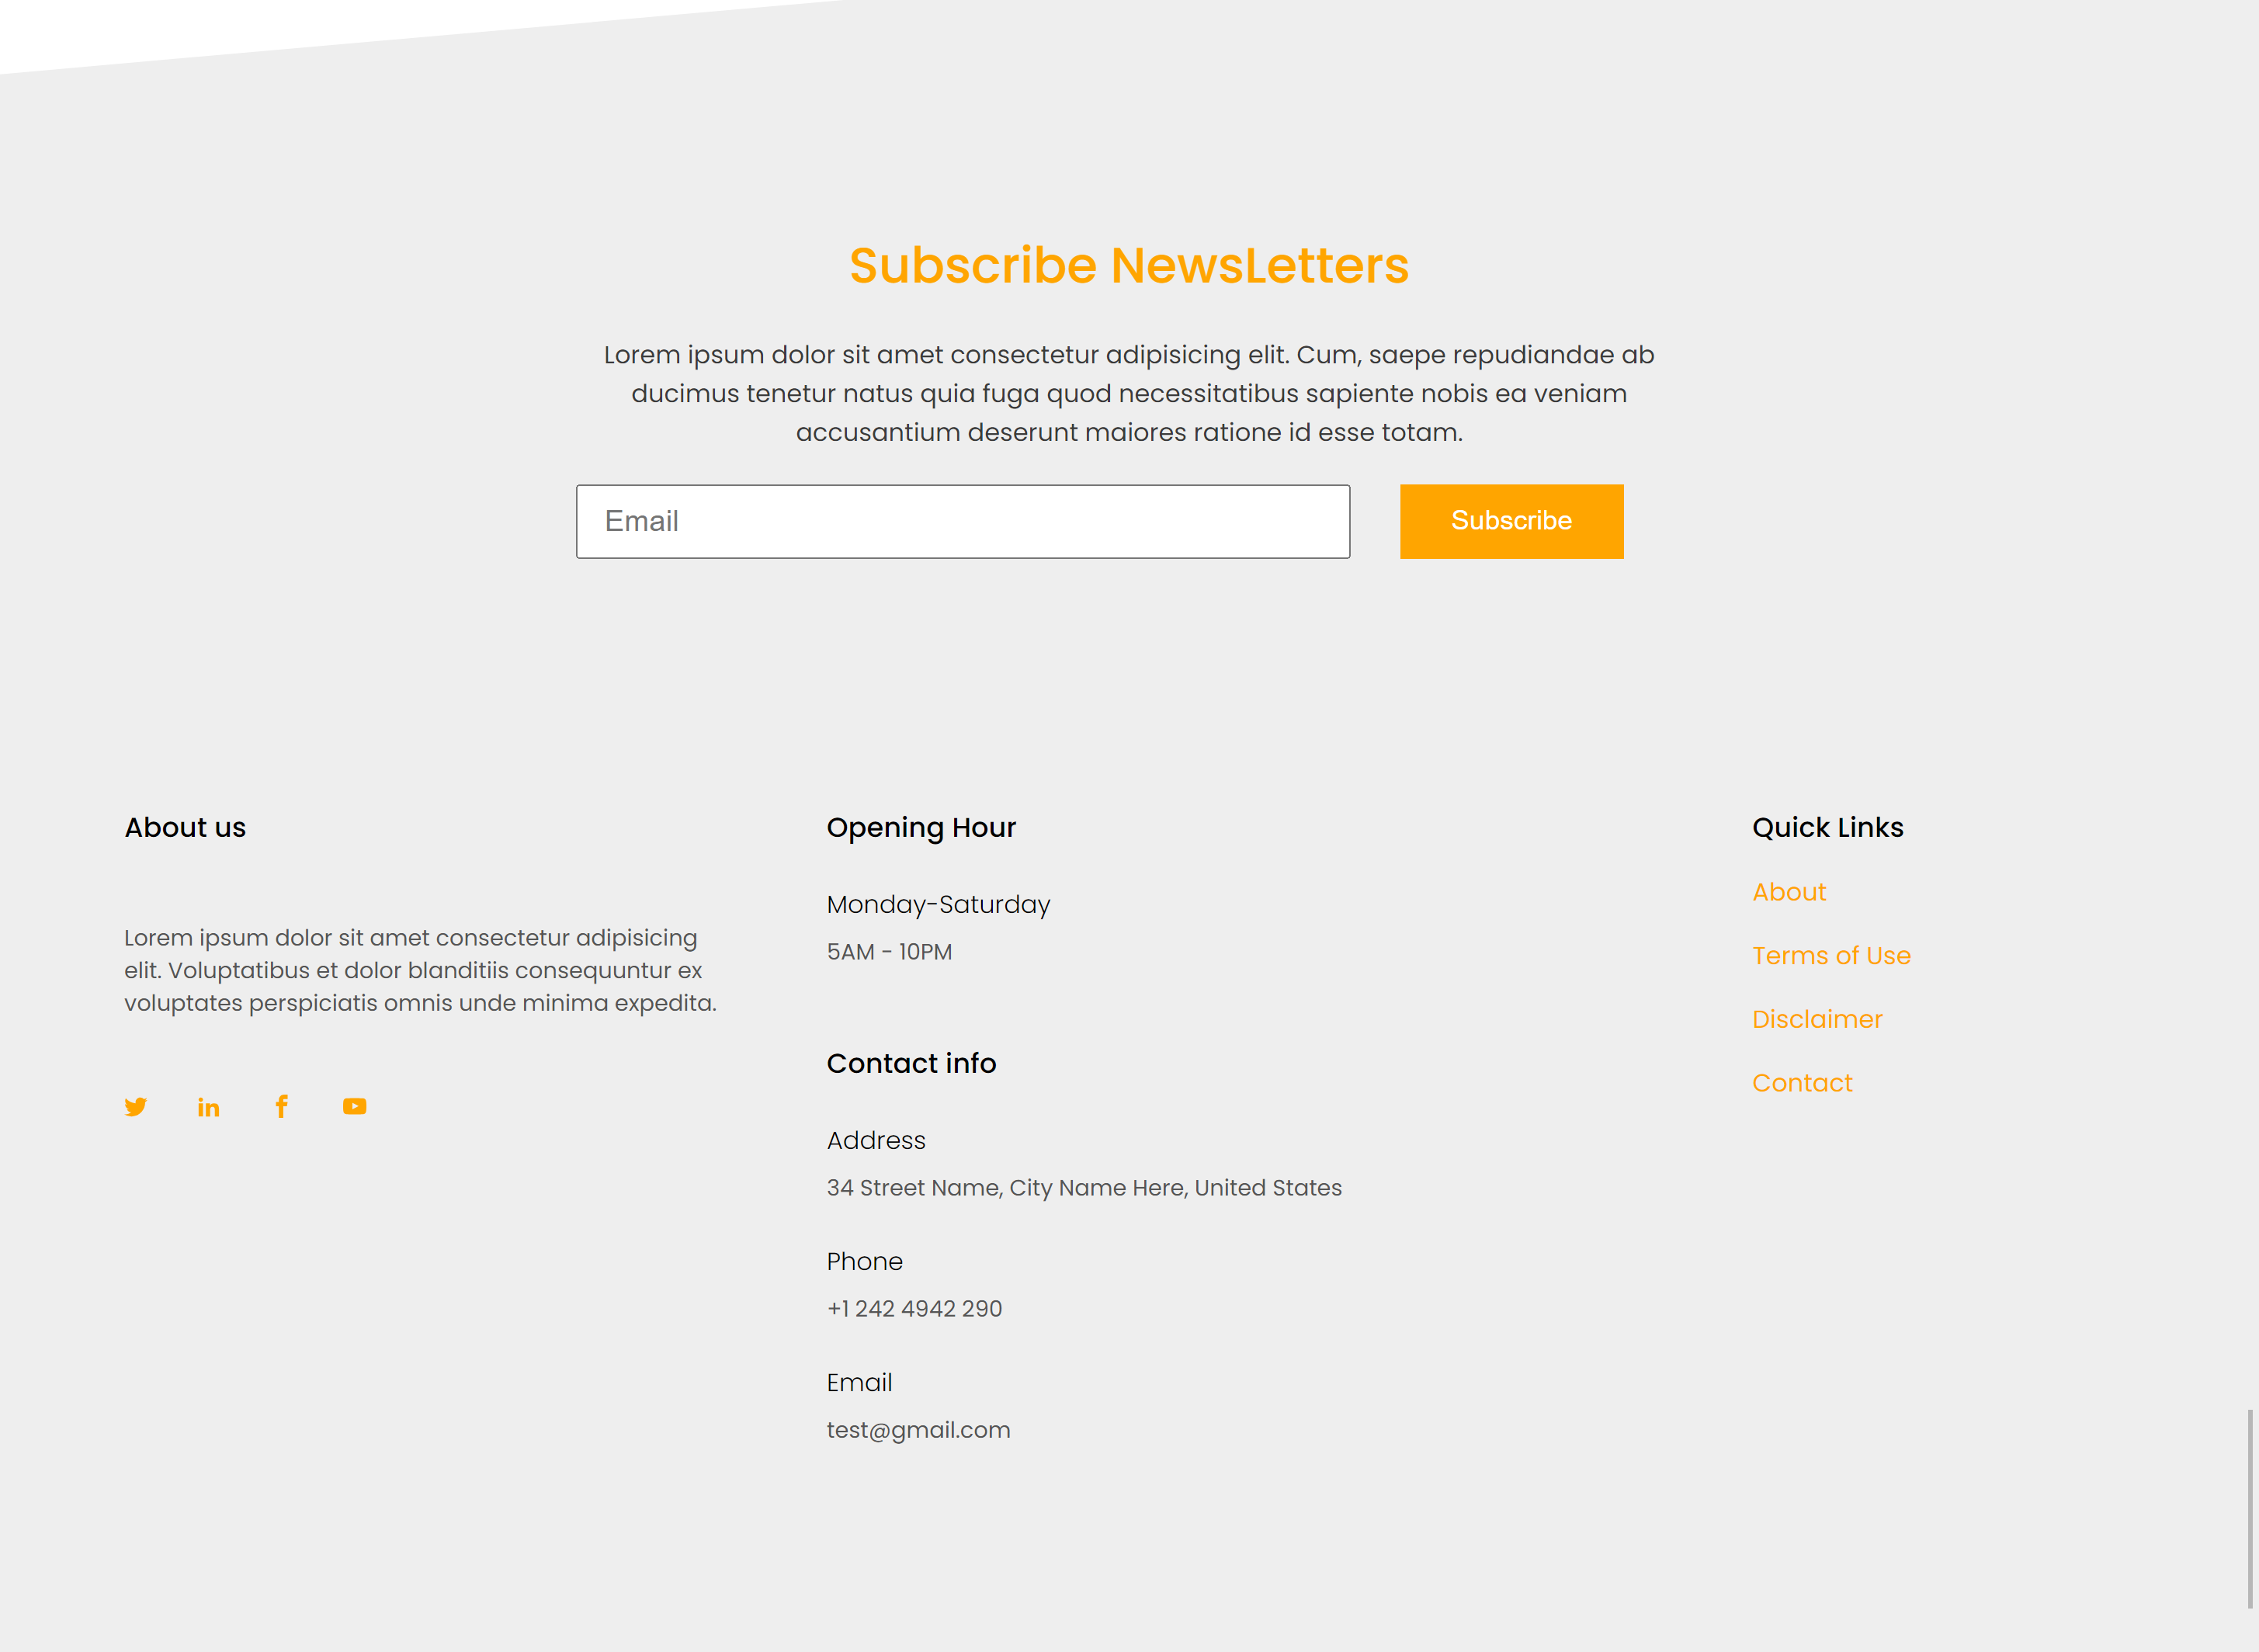 Subscribe NewsLetters
Lorem ipsum dolor sit amet consectetur adipisicing elit. Cum, saepe repudiandae ab
ducimus tenetur natus quia fuga quod necessitatibus sapiente nobis ea veniam
accusantium deserunt maiores ratione id esse totam.
Email
Subscribe
About us
Lorem ipsum dolor sit amet consectetur adipisicing
elit. Voluptatibus et dolor blanditiis consequuntur ex
voluptates perspiciatis omnis unde minima expedita.
Opening Hour
Monday-Saturday
5AM - 10PM
Contact info
Address
34 Street Name, City Name Here, United States
Phone
+1 242 4942 290
Email
test@gmail.com
Quick Links
About
Terms of Use
Disclaimer
Contact